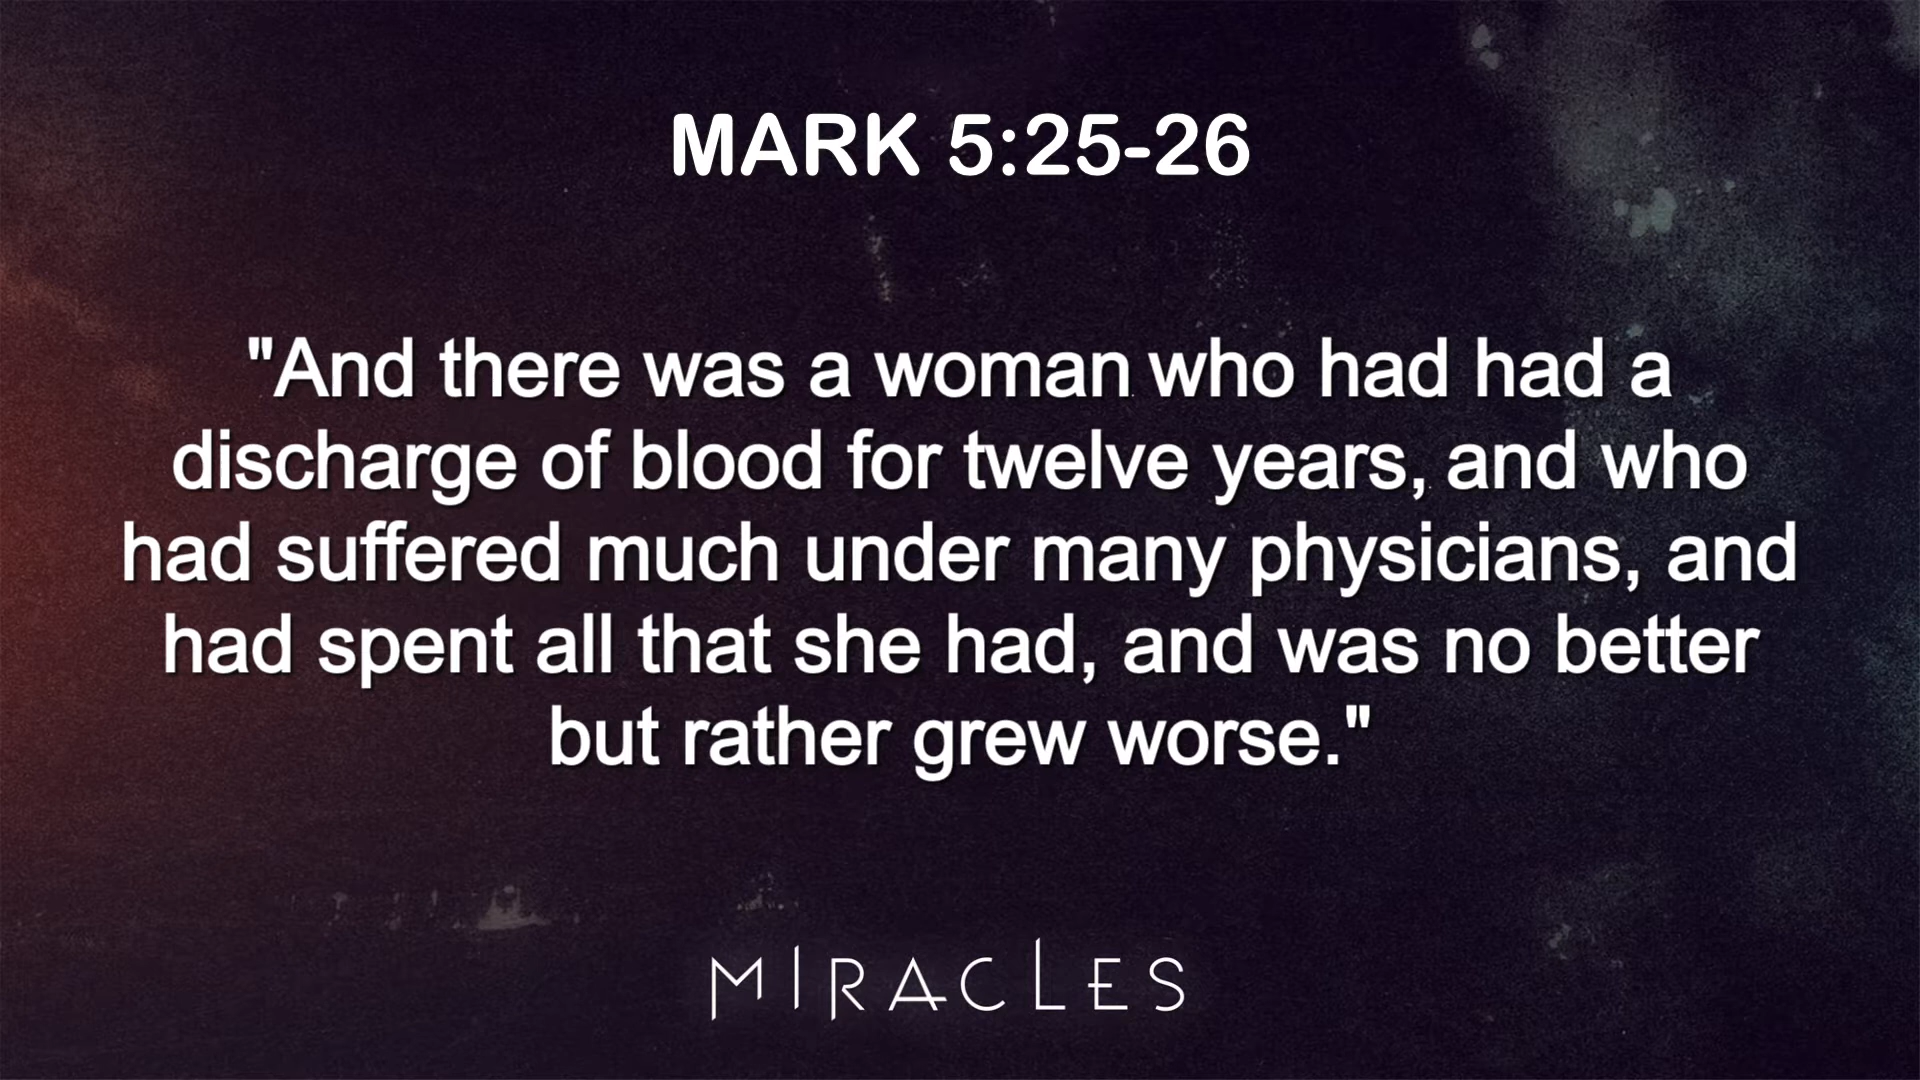 MARK 5:25-26
"And there was a woman who had had a
discharge of blood for twelve years, and who
had suffered much under many physicians, and
had spent all that she had, and was no better
but rather grew worse."
MIRACLES